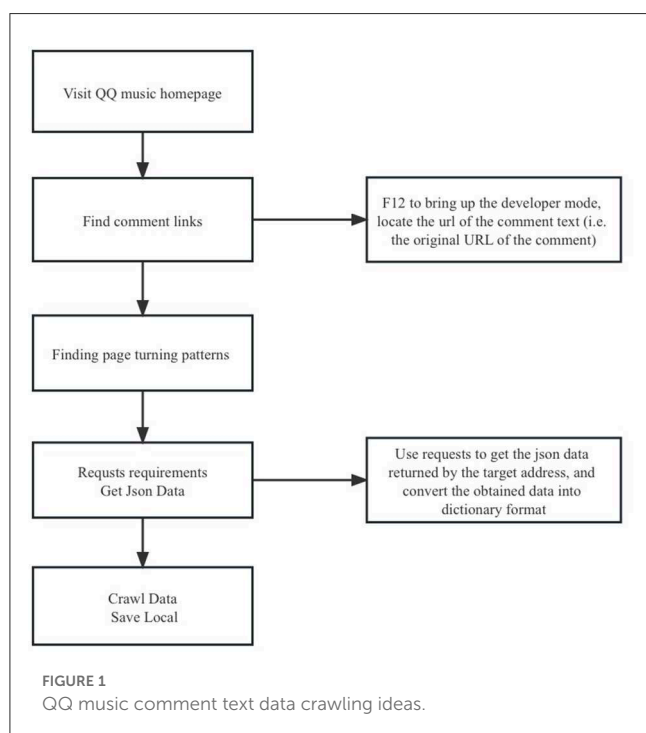 Visit QQ music homepage
Find comment links
F12 to bring up the developer mode,
locate the url of the comment text (i.e.
the original URL of the comment)
Finding page turning patterns
Requsts requirements
Get Json Data
Use requests to get the json data
returned by the target address, and
convert the obtained data into
dictionary format
Crawl Data
Save Local
FIGURE 1
QQ music comment text data crawling ideas.